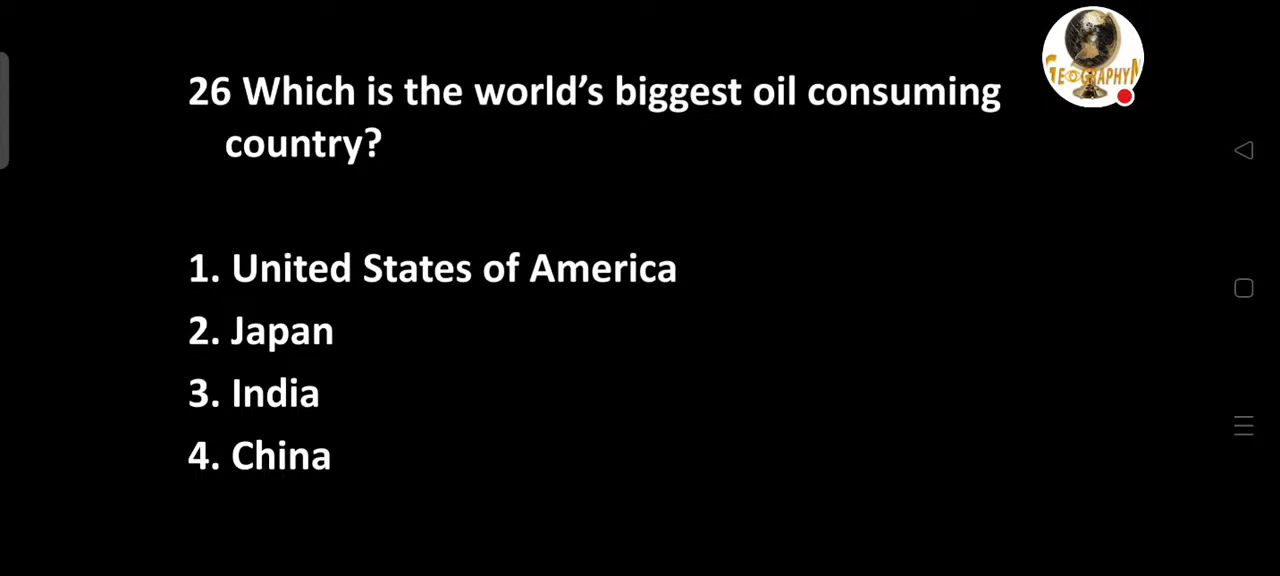 26 Which is the world’s biggest oil consuming
country?
1. United States of America
2. Japan
3. India
4. China
GEOGRAPHY